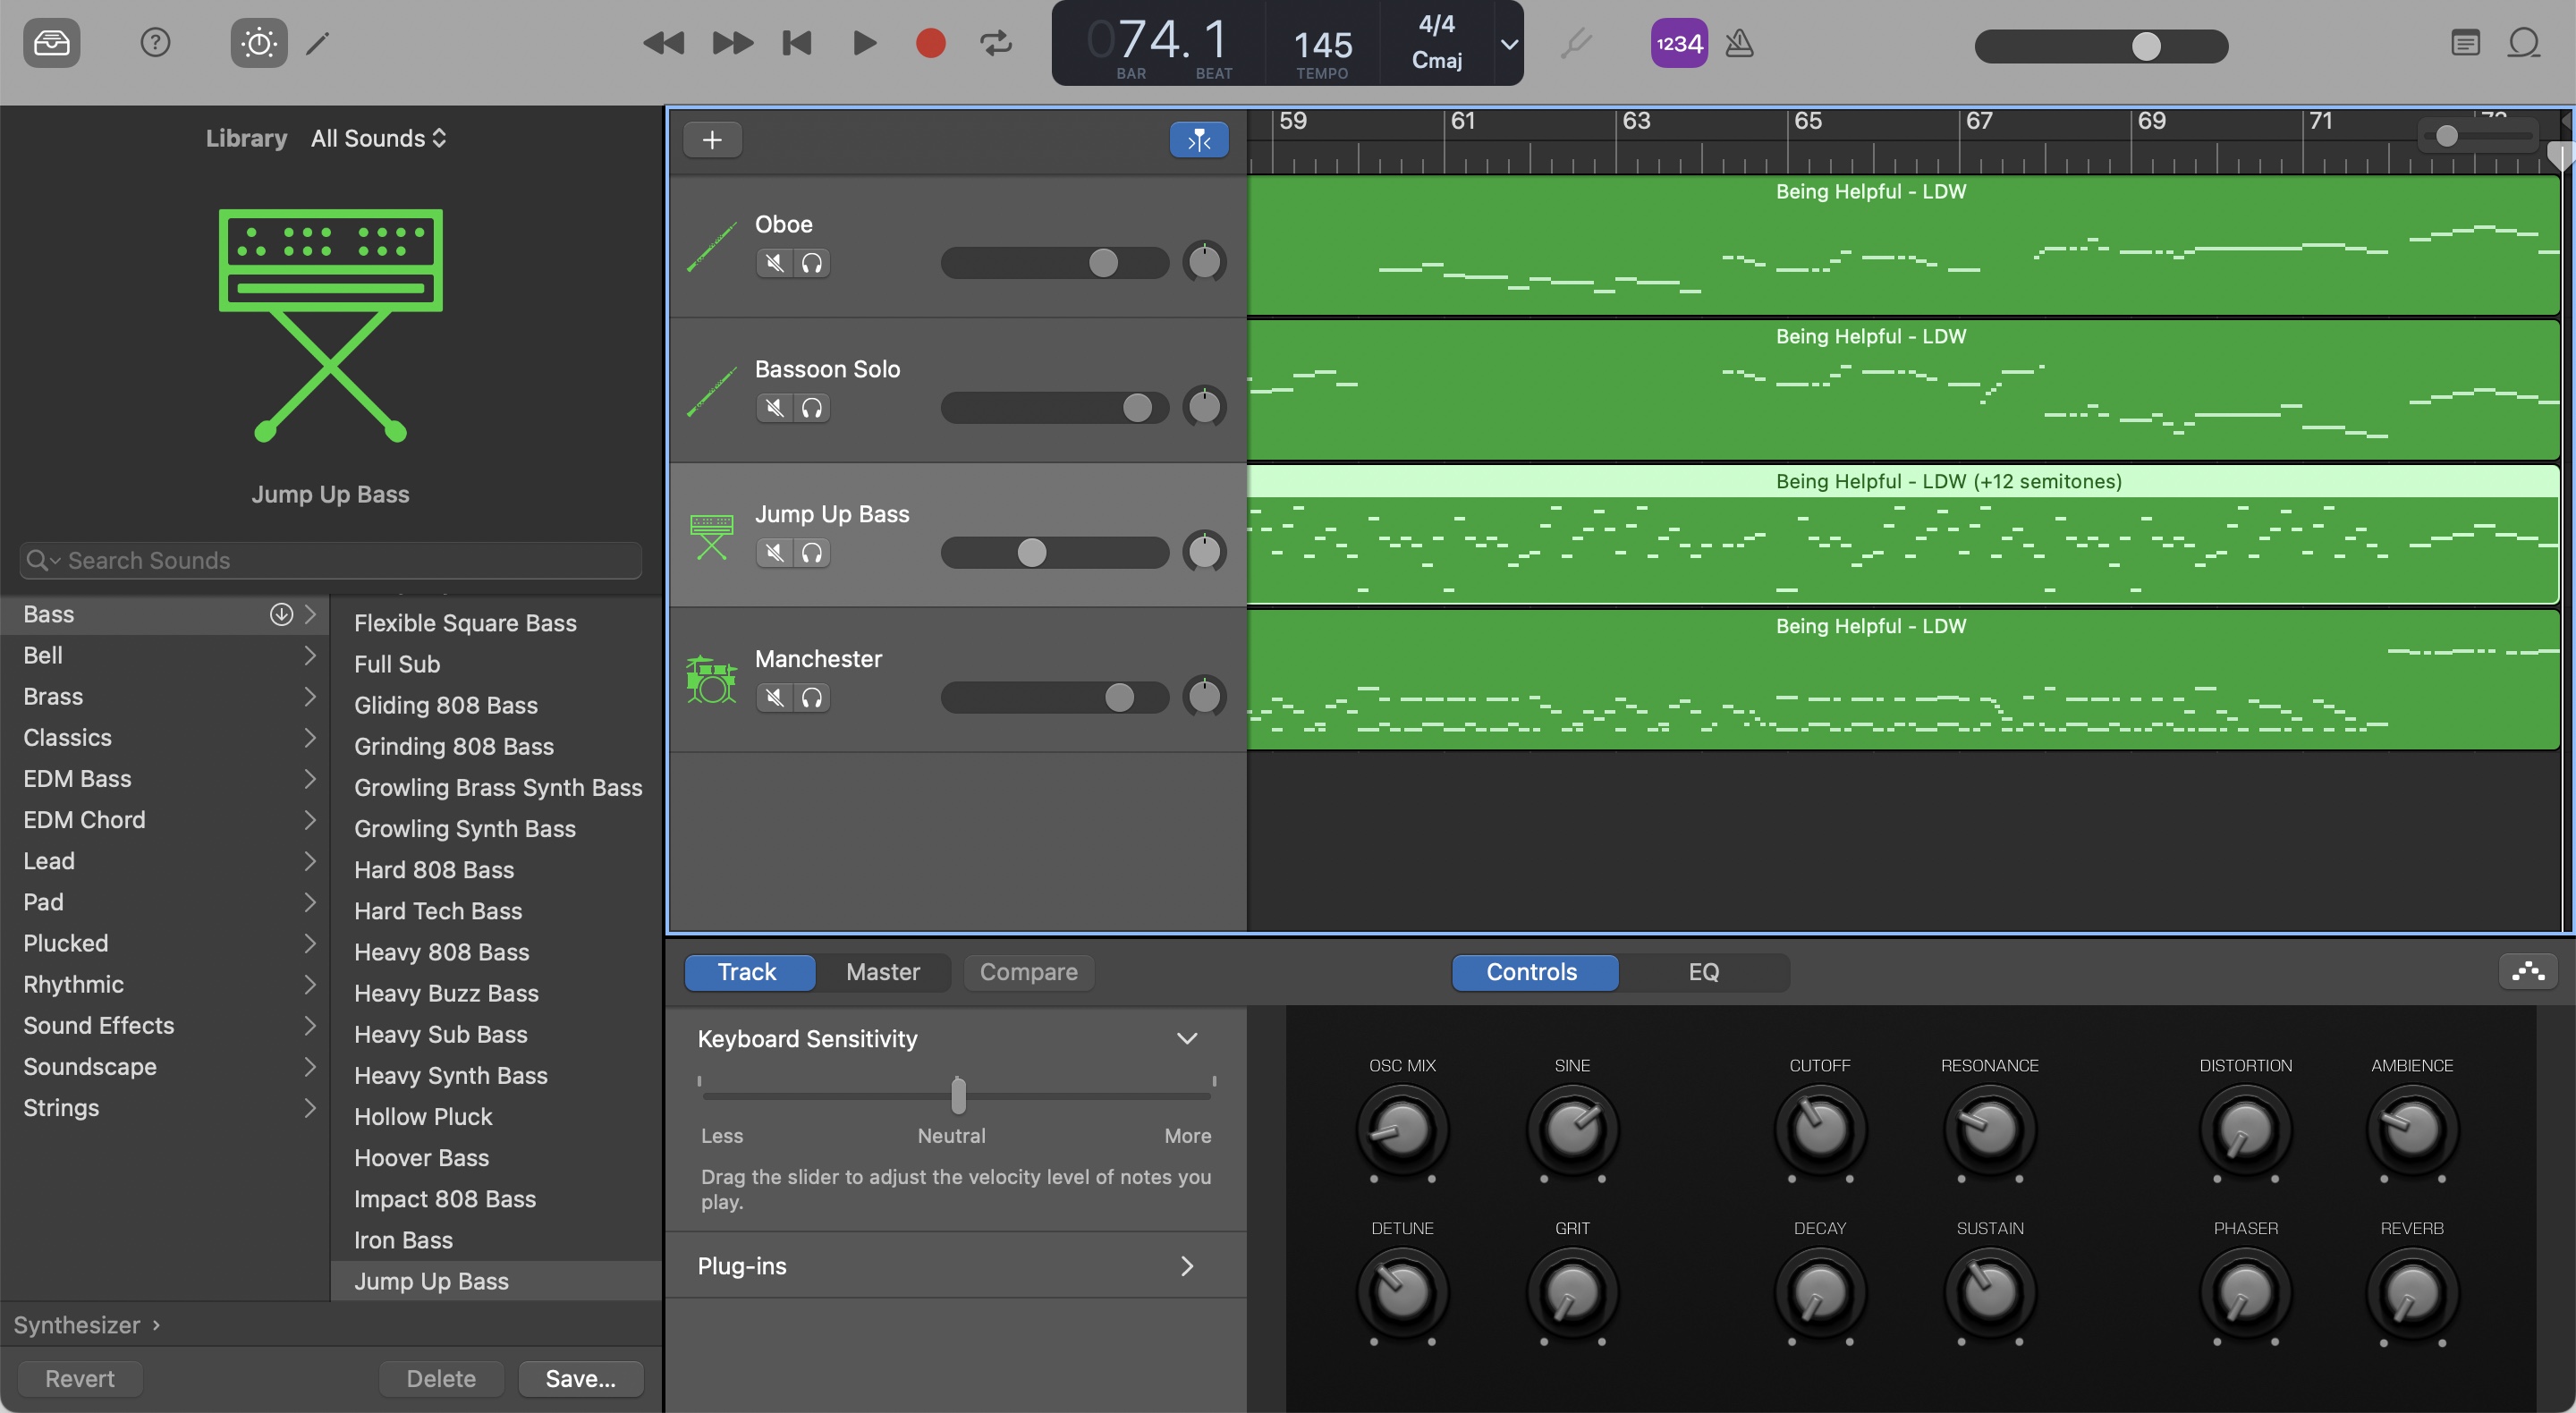 074. 1
BAR BEAT
145
TEMPO
4/4
Cmaj
1234
Library All Sounds
Jump Up Bass
Search Sounds
Bass
Bell
Brass
Classics
EDM Bass
EDM Chord
Lead
Pad
Plucked
Rhythmic
Sound Effects
Soundscape
Strings
Flexible Square Bass
Full Sub
Gliding 808 Bass
Grinding 808 Bass
Growling Brass Synth Bass
Growling Synth Bass
Hard 808 Bass
Hard Tech Bass
Heavy 808 Bass
Heavy Buzz Bass
Heavy Sub Bass
Heavy Synth Bass
Hollow Pluck
Hoover Bass
Impact 808 Bass
Iron Bass
Jump Up Bass
Synthesizer
Revert Delete Save...
59 61 63 65 67 69 71
Oboe
Being Helpful - LDW
Bassoon Solo
Being Helpful - LDW
Jump Up Bass
Being Helpful - LDW (+12 semitones)
Manchester
Being Helpful - LDW
Track Master Compare
Controls EQ
Keyboard Sensitivity
Less Neutral More
Drag the slider to adjust the velocity level of notes you
play.
Plug-ins
OSC MIX SINE CUTOFF RESONANCE DISTORTION AMBIENCE
DETUNE GRIT DECAY SUSTAIN PHASER REVERB